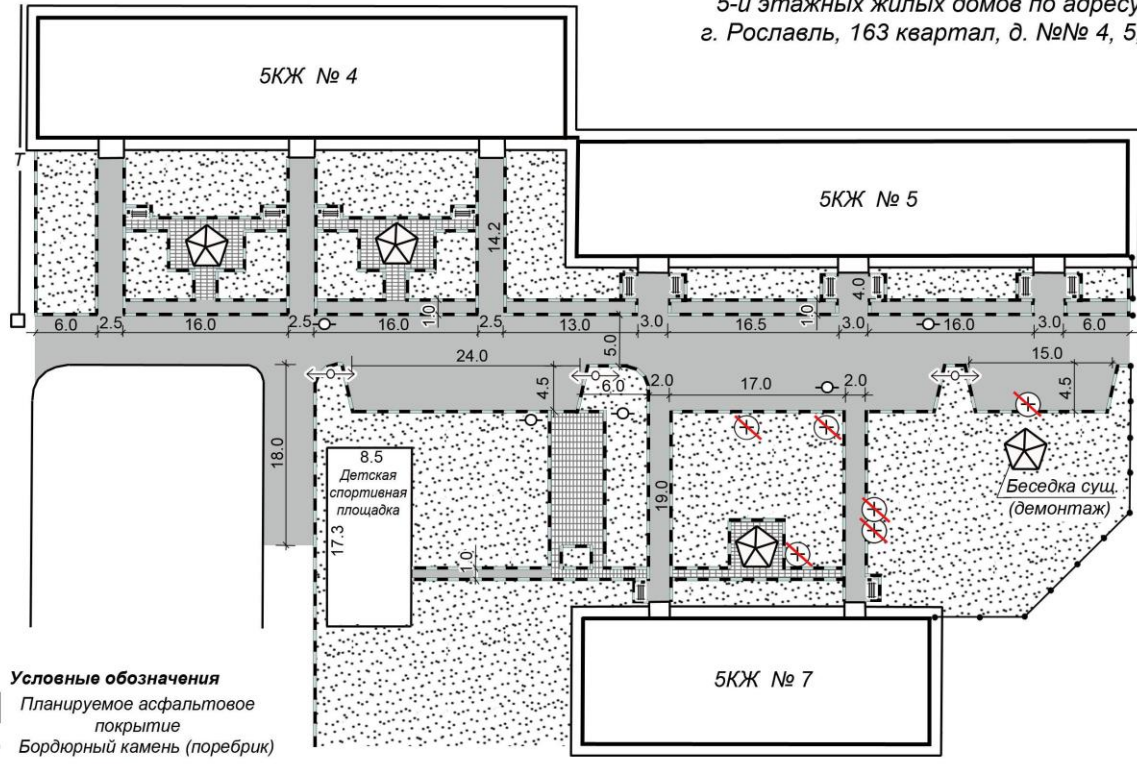 5-и этажных жилых домов по адресу
г. Рославль, 163 квартал, д. №№ 4, 5,
5КЖ № 4
5КЖ № 5
Т
14.2
4.0
1.0
1.0
6.0 2.5 16.0 2.5 16.0 2.5 13.0 3.0 16.5 3.0 16.0 3.0 6.0
5.0
24.0
15.0
4.5
6.0 2.0 17.0 2.0
4.5
18.0
8.5
Детская
спортивная
площадка
17.3
19.0
1.0
Беседка сущ.
(демонтаж)
5КЖ № 7
Условные обозначения
Планируемое асфальтовое
покрытие
Бордюрный камень (поребрик)